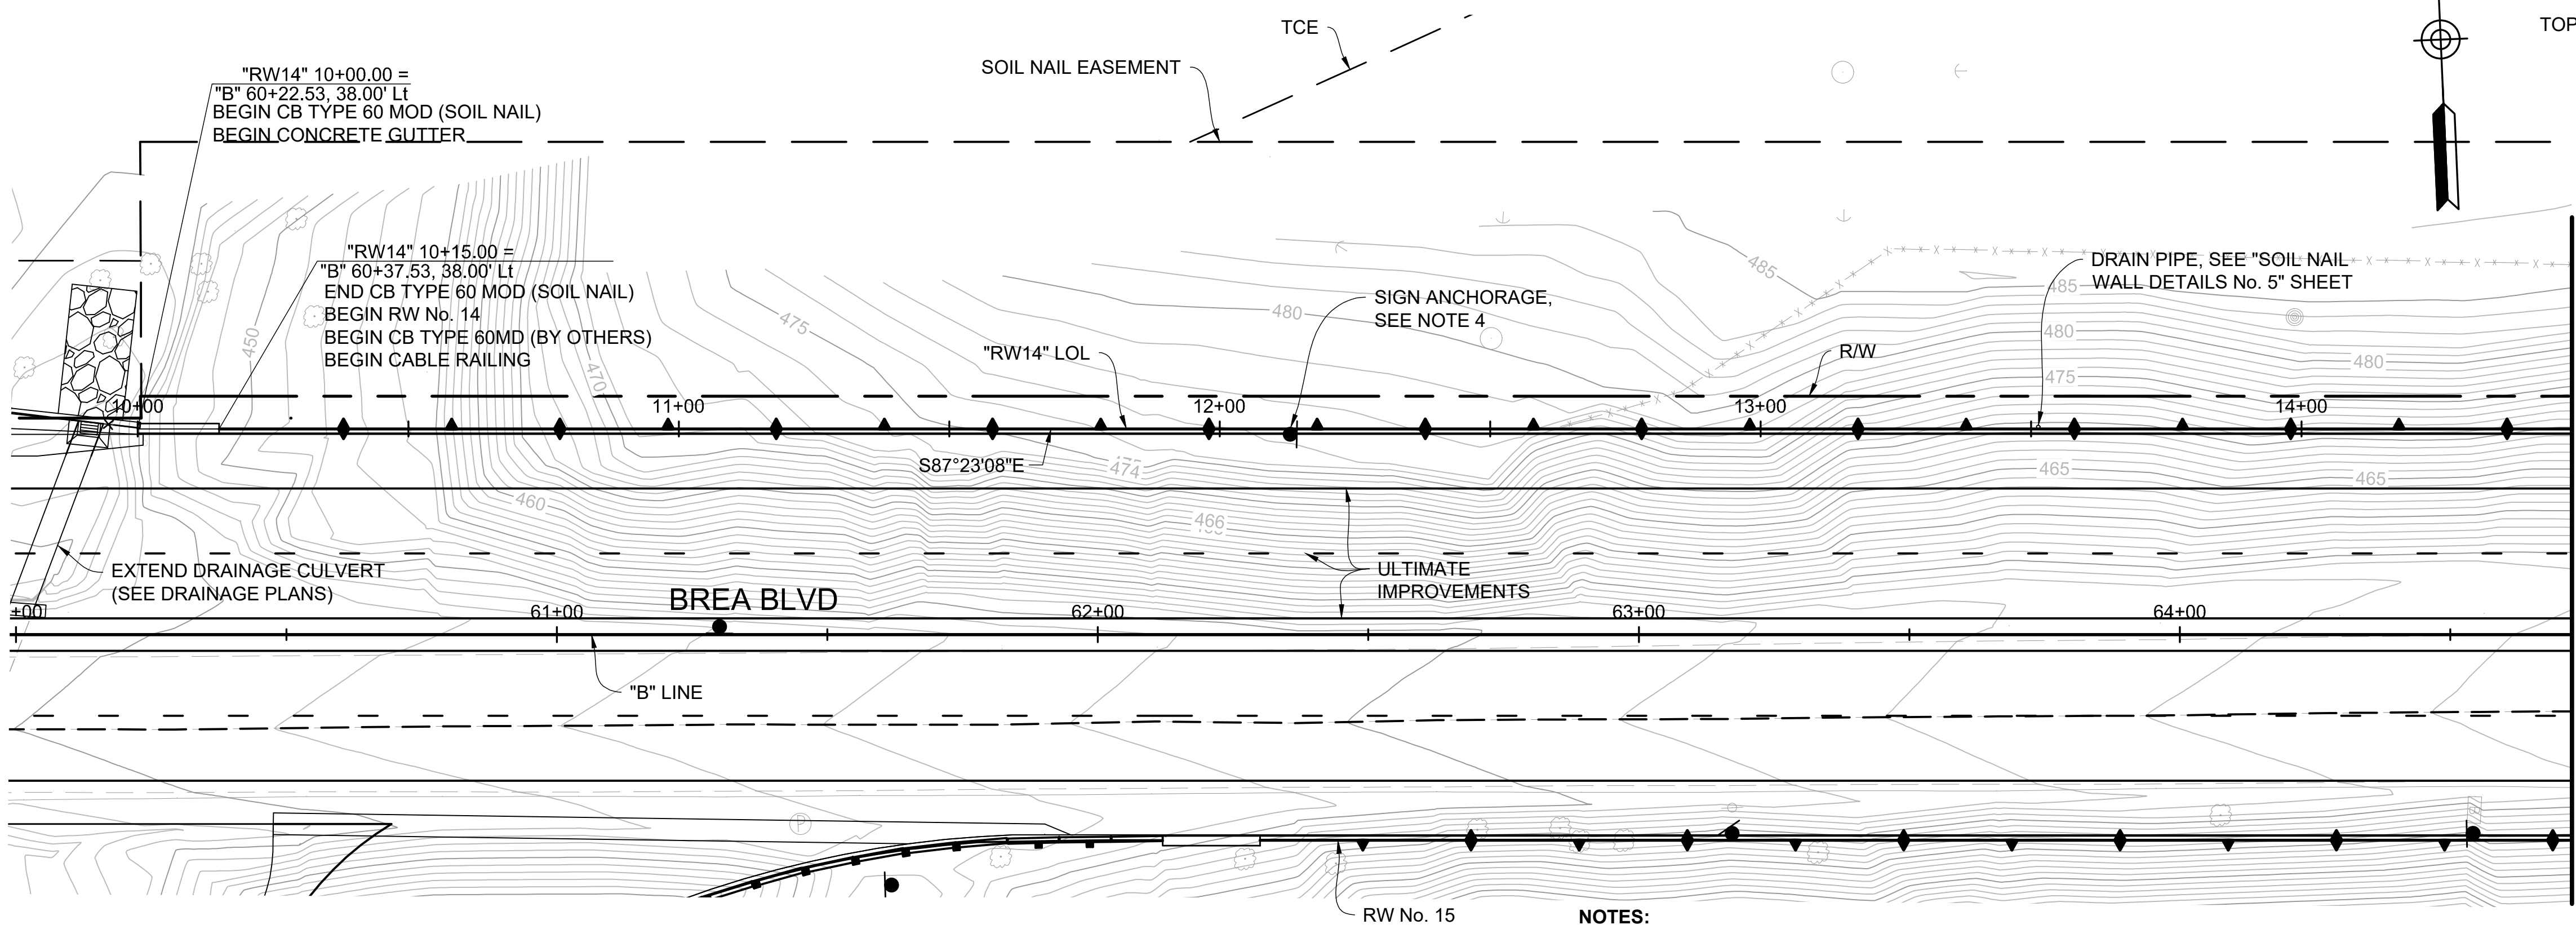 TCE
TOP
SOIL NAIL EASEMENT
"RW14" 10+00.00 =
"B" 60+22.53, 38.00' Lt
BEGIN CB TYPE 60 MOD (SOIL NAIL)
BEGIN CONCRETE GUTTER
"RW14" 10+15.00 =
"B" 60+37.53, 38.00' Lt
END CB TYPE 60 MOD (SOIL NAIL)
BEGIN RW No. 14
BEGIN CB TYPE 60MD (BY OTHERS)
BEGIN CABLE RAILING
450
470
475
480
485
SIGN ANCHORAGE,
SEE NOTE 4
"RW14" LOL
R/W
DRAIN PIPE, SEE "SOIL NAIL
WALL DETAILS No. 5" SHEET
485
480
480
475
10+00
11+00
12+00
13+00
14+00
S87°23'08"E
474
465
465
460
466
EXTEND DRAINAGE CULVERT
(SEE DRAINAGE PLANS)
ULTIMATE
IMPROVEMENTS
BREA BLVD
+00
61+00
62+00
63+00
64+00
"B" LINE
P
RW No. 15
NOTES: